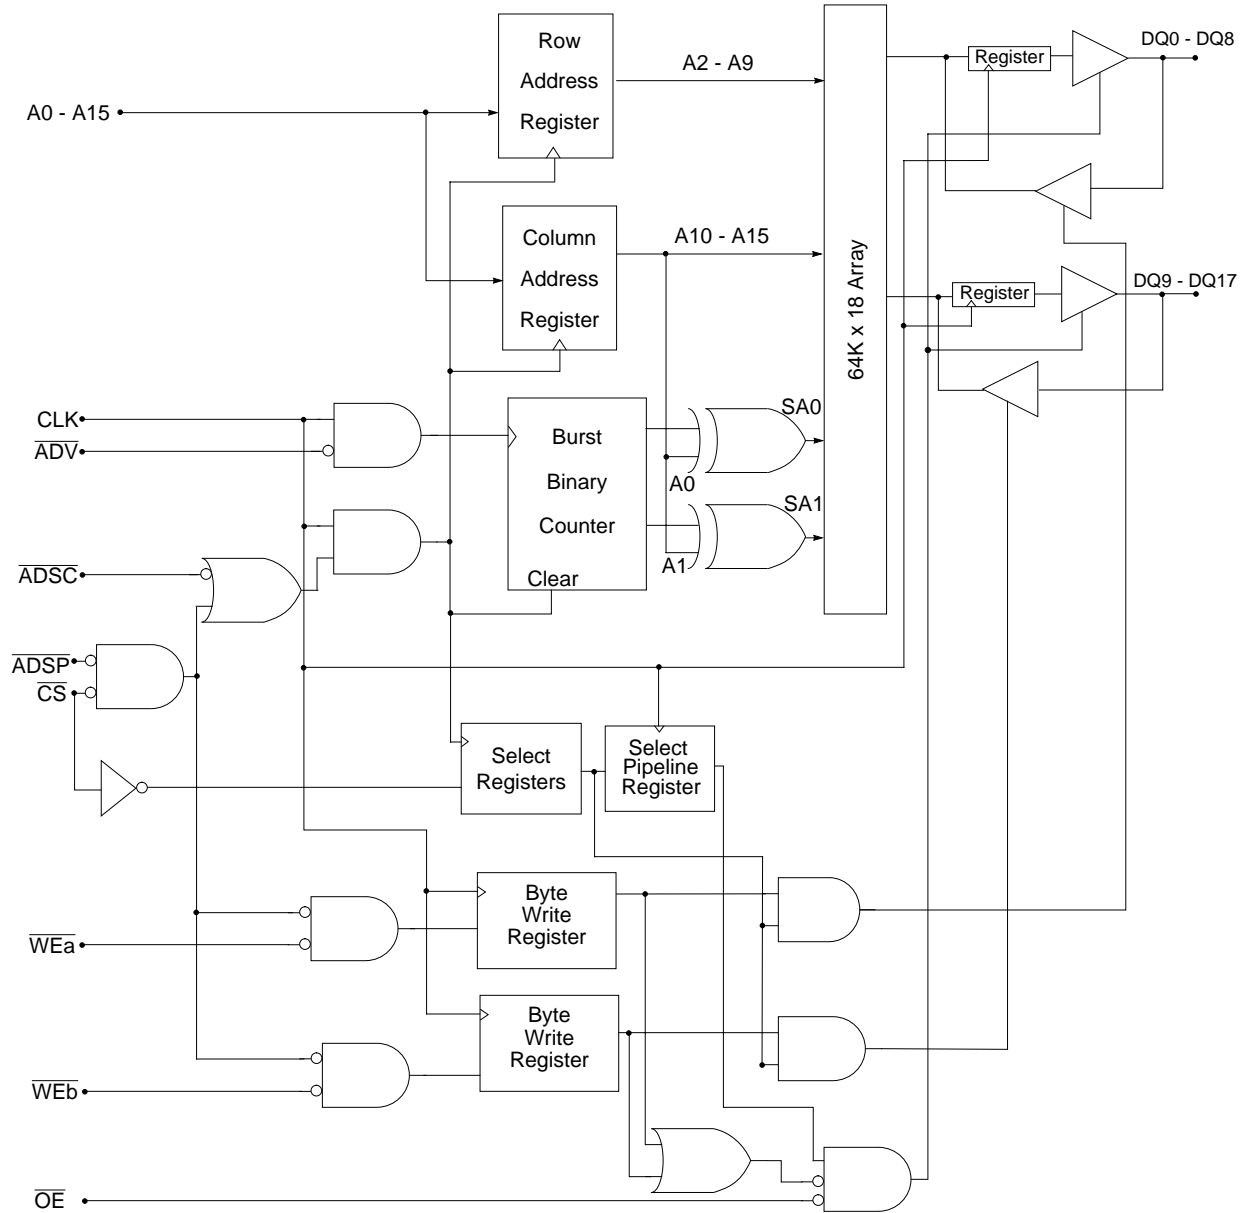 Row
Address
Register
A0 - A15
A2 - A9
Register
DQ0 - DQ8
Column
Address
Register
A10 - A15
64K x 18 Array
Register
DQ9 - DQ17
CLK
ADV
Burst
Binary
Counter
Clear
SA0
A0
SA1
A1
ADSC
ADSP
CS
Select
Registers
Select
Pipeline
Register
Byte
Write
Register
WEa
Byte
Write
Register
WEb
OE